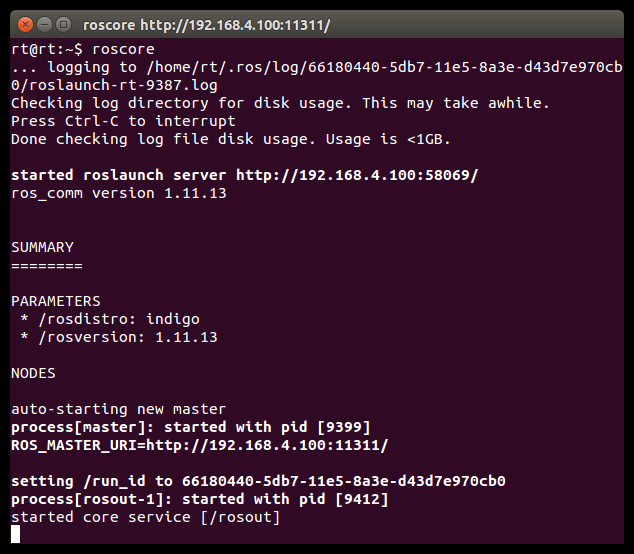 roscore http://192.168.4.100:11311/
rt@rt:~$ roscore
... logging to /home/rt/.ros/log/66180440-5db7-11e5-8a3e-d43d7e970cb
0/roslaunch-rt-9387.log
Checking log directory for disk usage. This may take awhile.
Press Ctrl-C to interrupt
Done checking log file disk usage. Usage is <1GB.

started roslaunch server http://192.168.4.100:58069/
ros_comm version 1.11.13


SUMMARY
========

PARAMETERS
 * /rosdistro: indigo
 * /rosversion: 1.11.13

NODES

auto-starting new master
process[master]: started with pid [9399]
ROS_MASTER_URI=http://192.168.4.100:11311/

setting /run_id to 66180440-5db7-11e5-8a3e-d43d7e970cb0
process[rosout-1]: started with pid [9412]
started core service [/rosout]